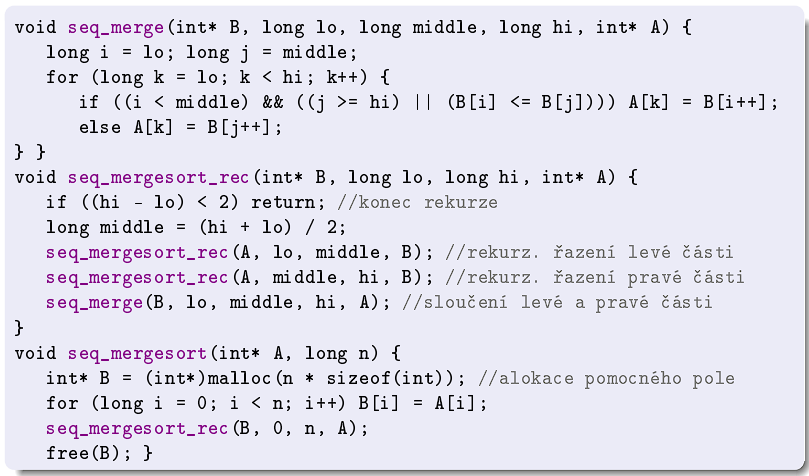 void seq_merge(int* B, long lo, long middle, long hi, int* A) {
   long i = lo; long j = middle;
   for (long k = lo; k < hi; k++) {
      if ((i < middle) && ((j >= hi) || (B[i] <= B[j]))) A[k] = B[i++];
      else A[k] = B[j++];
} }
void seq_mergesort_rec(int* B, long lo, long hi, int* A) {
   if ((hi - lo) < 2) return; //konec rekurze
   long middle = (hi + lo) / 2;
   seq_mergesort_rec(A, lo, middle, B); //rekurz. řazení levé části
   seq_mergesort_rec(A, middle, hi, B); //rekurz. řazení pravé části
   seq_merge(B, lo, middle, hi, A); //sloučení levé a pravé části
}
void seq_mergesort(int* A, long n) {
   int* B = (int*)malloc(n * sizeof(int)); //alokace pomocného pole
   for (long i = 0; i < n; i++) B[i] = A[i];
   seq_mergesort_rec(B, 0, n, A);
   free(B); }